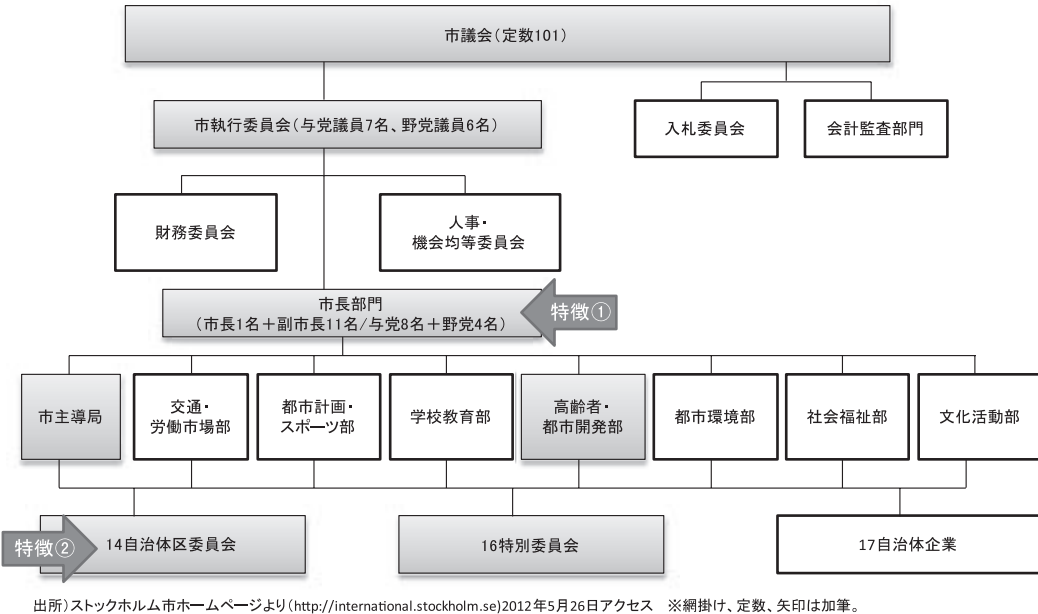 市議会(定数101)
市執行委員会(与党議員7名、野党議員6名)
入札委員会
会計監査部門
財務委員会
人事・
機会均等委員会
市長部門
(市長1名＋副市長11名/与党8名＋野党4名)
特徴①
市主導局
交通・
労働市場部
都市計画・
スポーツ部
学校教育部
高齢者・
都市開発部
都市環境部
社会福祉部
文化活動部
特徴②
14自治体区委員会
16特別委員会
17自治体企業
出所)ストックホルム市ホームページより(http://international.stockholm.se)2012年5月26日アクセス　※網掛け、定数、矢印は加筆。